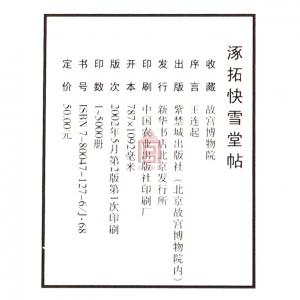 涿拓快雪堂帖
收藏 故宫博物院
序言 王连起
出版 紫禁城出版社(北京故宫博物院内)
发行 新华书店北京发行所
印刷 中国农业出版社印刷厂
开本 787×1092毫米
版次 2002年5月第2版第1次印刷
印数 1~5000册
书号 ISBN 7-80047-127-6/J·68
定价 50.00元